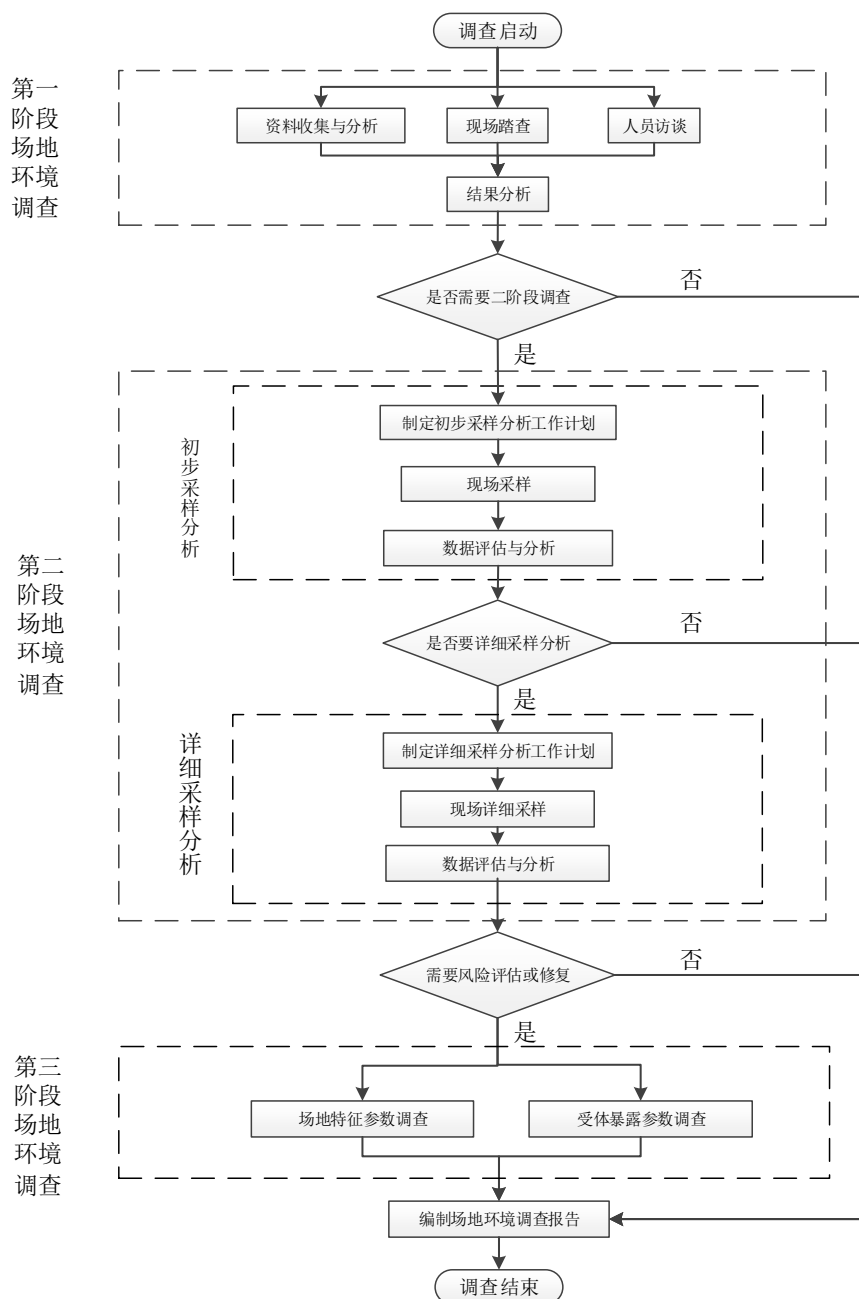 调查启动
第一
阶段
场地
环境
调查
资料收集与分析
现场踏查
人员访谈
结果分析
是否需要二阶段调查
否
是
第二
阶段
场地
环境
调查
初步采样分析
制定初步采样分析工作计划
现场采样
数据评估与分析
是否要详细采样分析
否
是
详细采样分析
制定详细采样分析工作计划
现场详细采样
数据评估与分析
需要风险评估或修复
否
是
第三
阶段
场地
环境
调查
场地特征参数调查
受体暴露参数调查
编制场地环境调查报告
调查结束